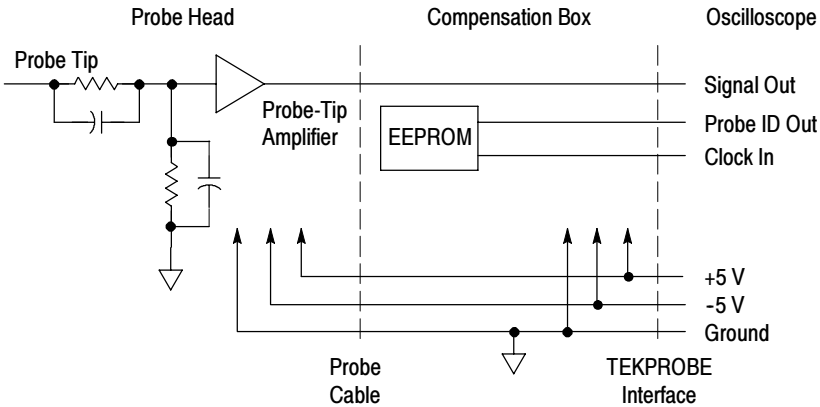 Probe Head
Compensation Box
Oscilloscope
Probe Tip
Signal Out
Probe-Tip
Amplifier
EEPROM
Probe ID Out
Clock In
+5 V
-5 V
Ground
Probe
Cable
TEKPROBE
Interface